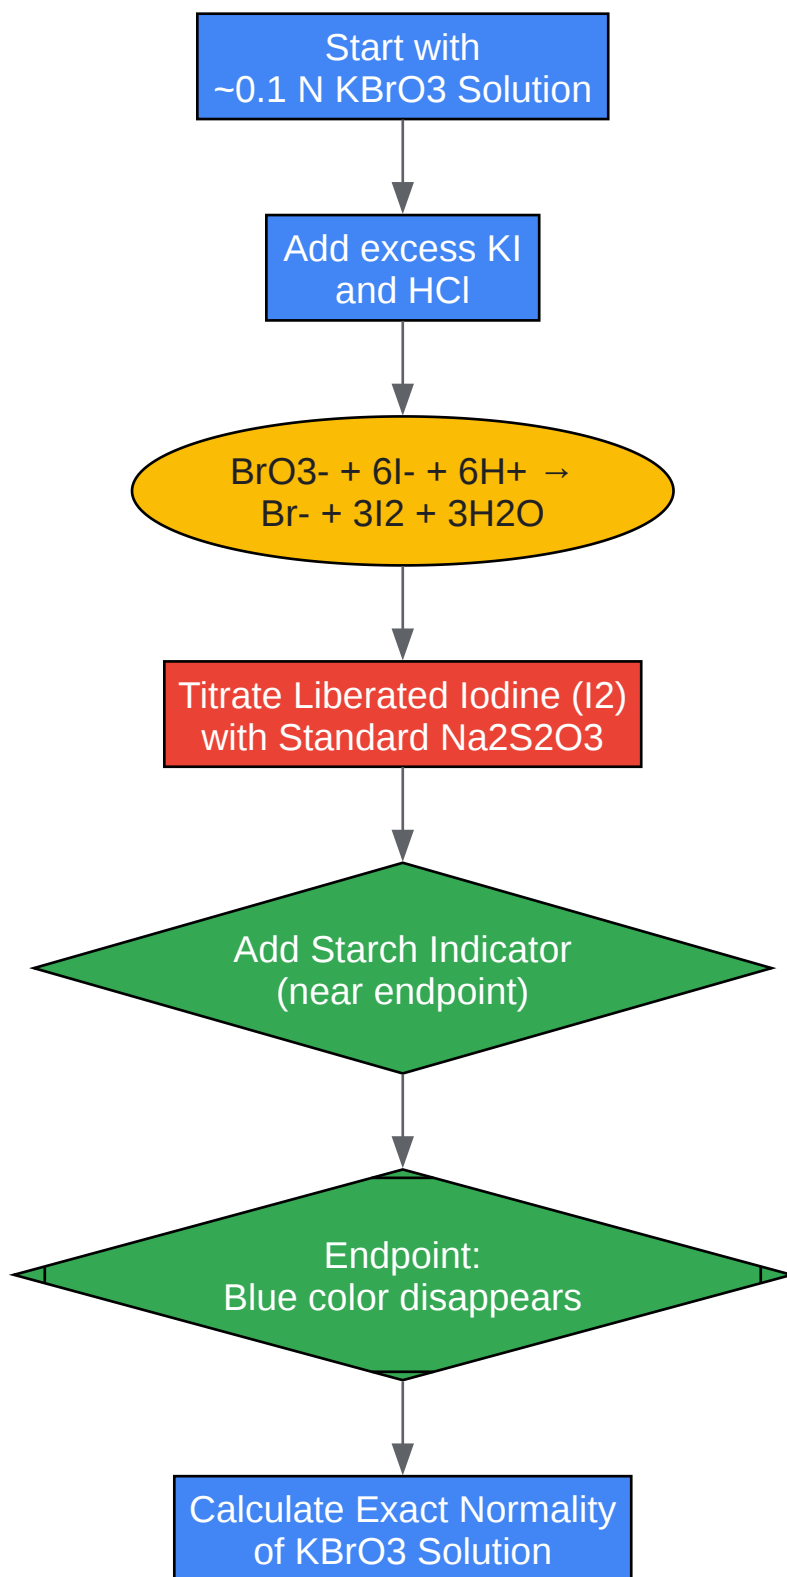 Start with
~0.1 N KBrO3 Solution
Add excess KI
and HCl
BrO3- + 6I- + 6H+ →
Br- + 3I2 + 3H2O
Titrate Liberated Iodine (I2)
with Standard Na2S2O3
Add Starch Indicator
(near endpoint)
Endpoint:
Blue color disappears
Calculate Exact Normality
of KBrO3 Solution